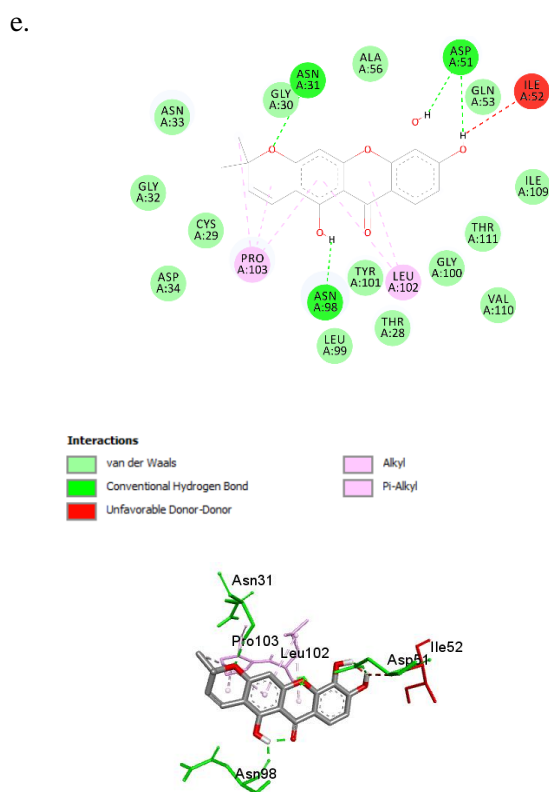 e.
ALA
A:56
ASP
A:51
ASN
A:31
GLY
A:30
GLN
A:53
ILE
A:52
ASN
A:33
O
H
O
O
H
O
GLY
A:32
ILE
A:109
CYS
A:29
THR
A:111
O
H
O
PRO
A:103
TYR
A:101
LEU
A:102
GLY
A:100
ASP
A:34
ASN
A:98
VAL
A:110
THR
A:28
LEU
A:99
Interactions
van der Waals
Conventional Hydrogen Bond
Unfavorable Donor-Donor
Alkyl
Pi-Alkyl
Asn31
Pro103
Leu102
Ile52
Asp51
Asn98